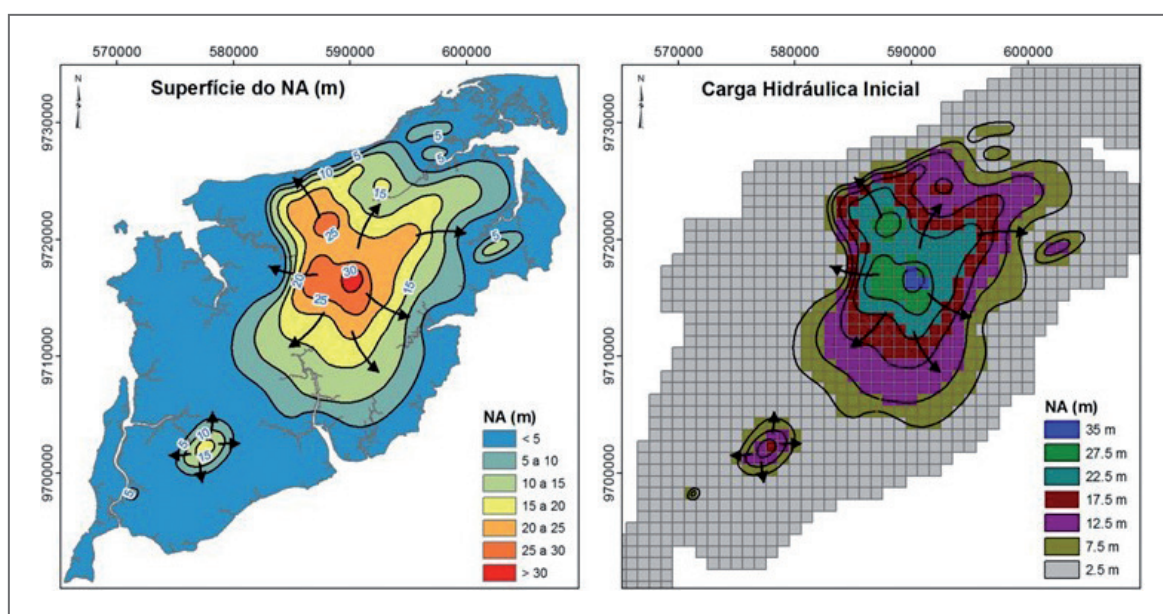 570000 580000 590000 600000
N
Superfície do NA (m)
9730000
9720000
9710000
9700000
5
5
10
5
15
25
5
30
20
15
25
5
10
15
5
NA (m)
< 5
5 a 10
10 a 15
15 a 20
20 a 25
25 a 30
> 30
570000 580000 590000 600000
N
Carga Hidráulica Inicial
9730000
9720000
9710000
9700000
NA (m)
35 m
27.5 m
22.5 m
17.5 m
12.5 m
7.5 m
2.5 m